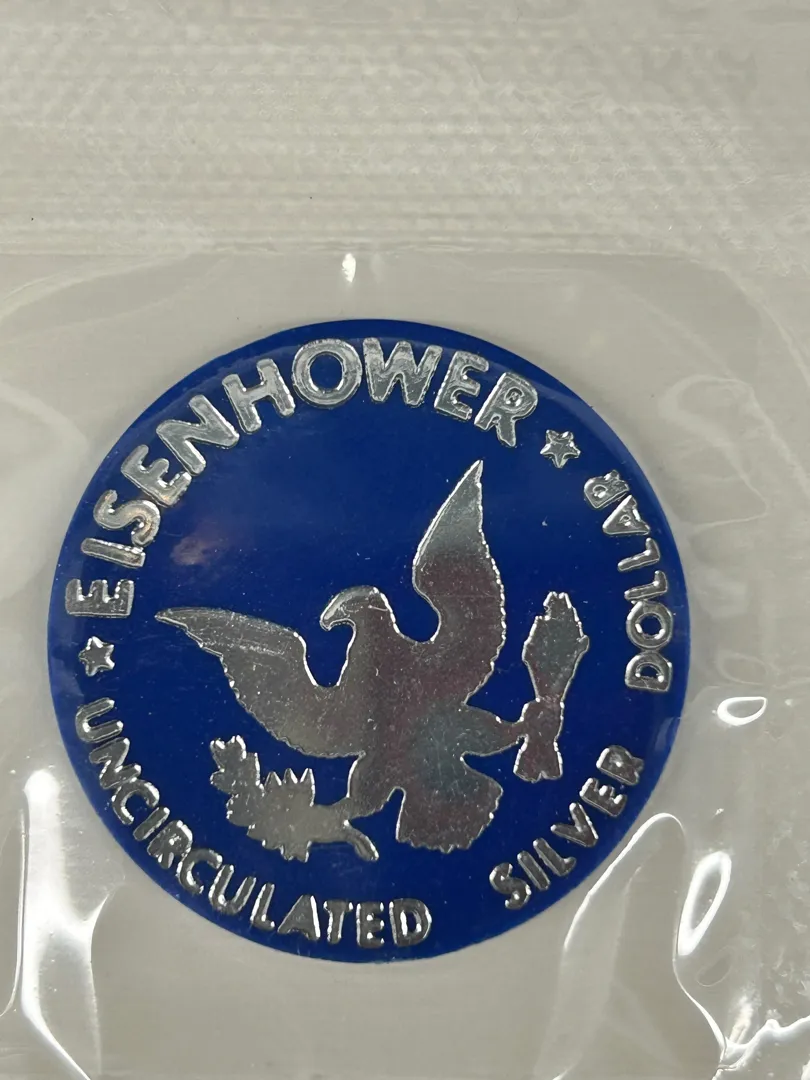 ★ EISENHOWER ★
UNCIRCULATED SILVER DOLLAR